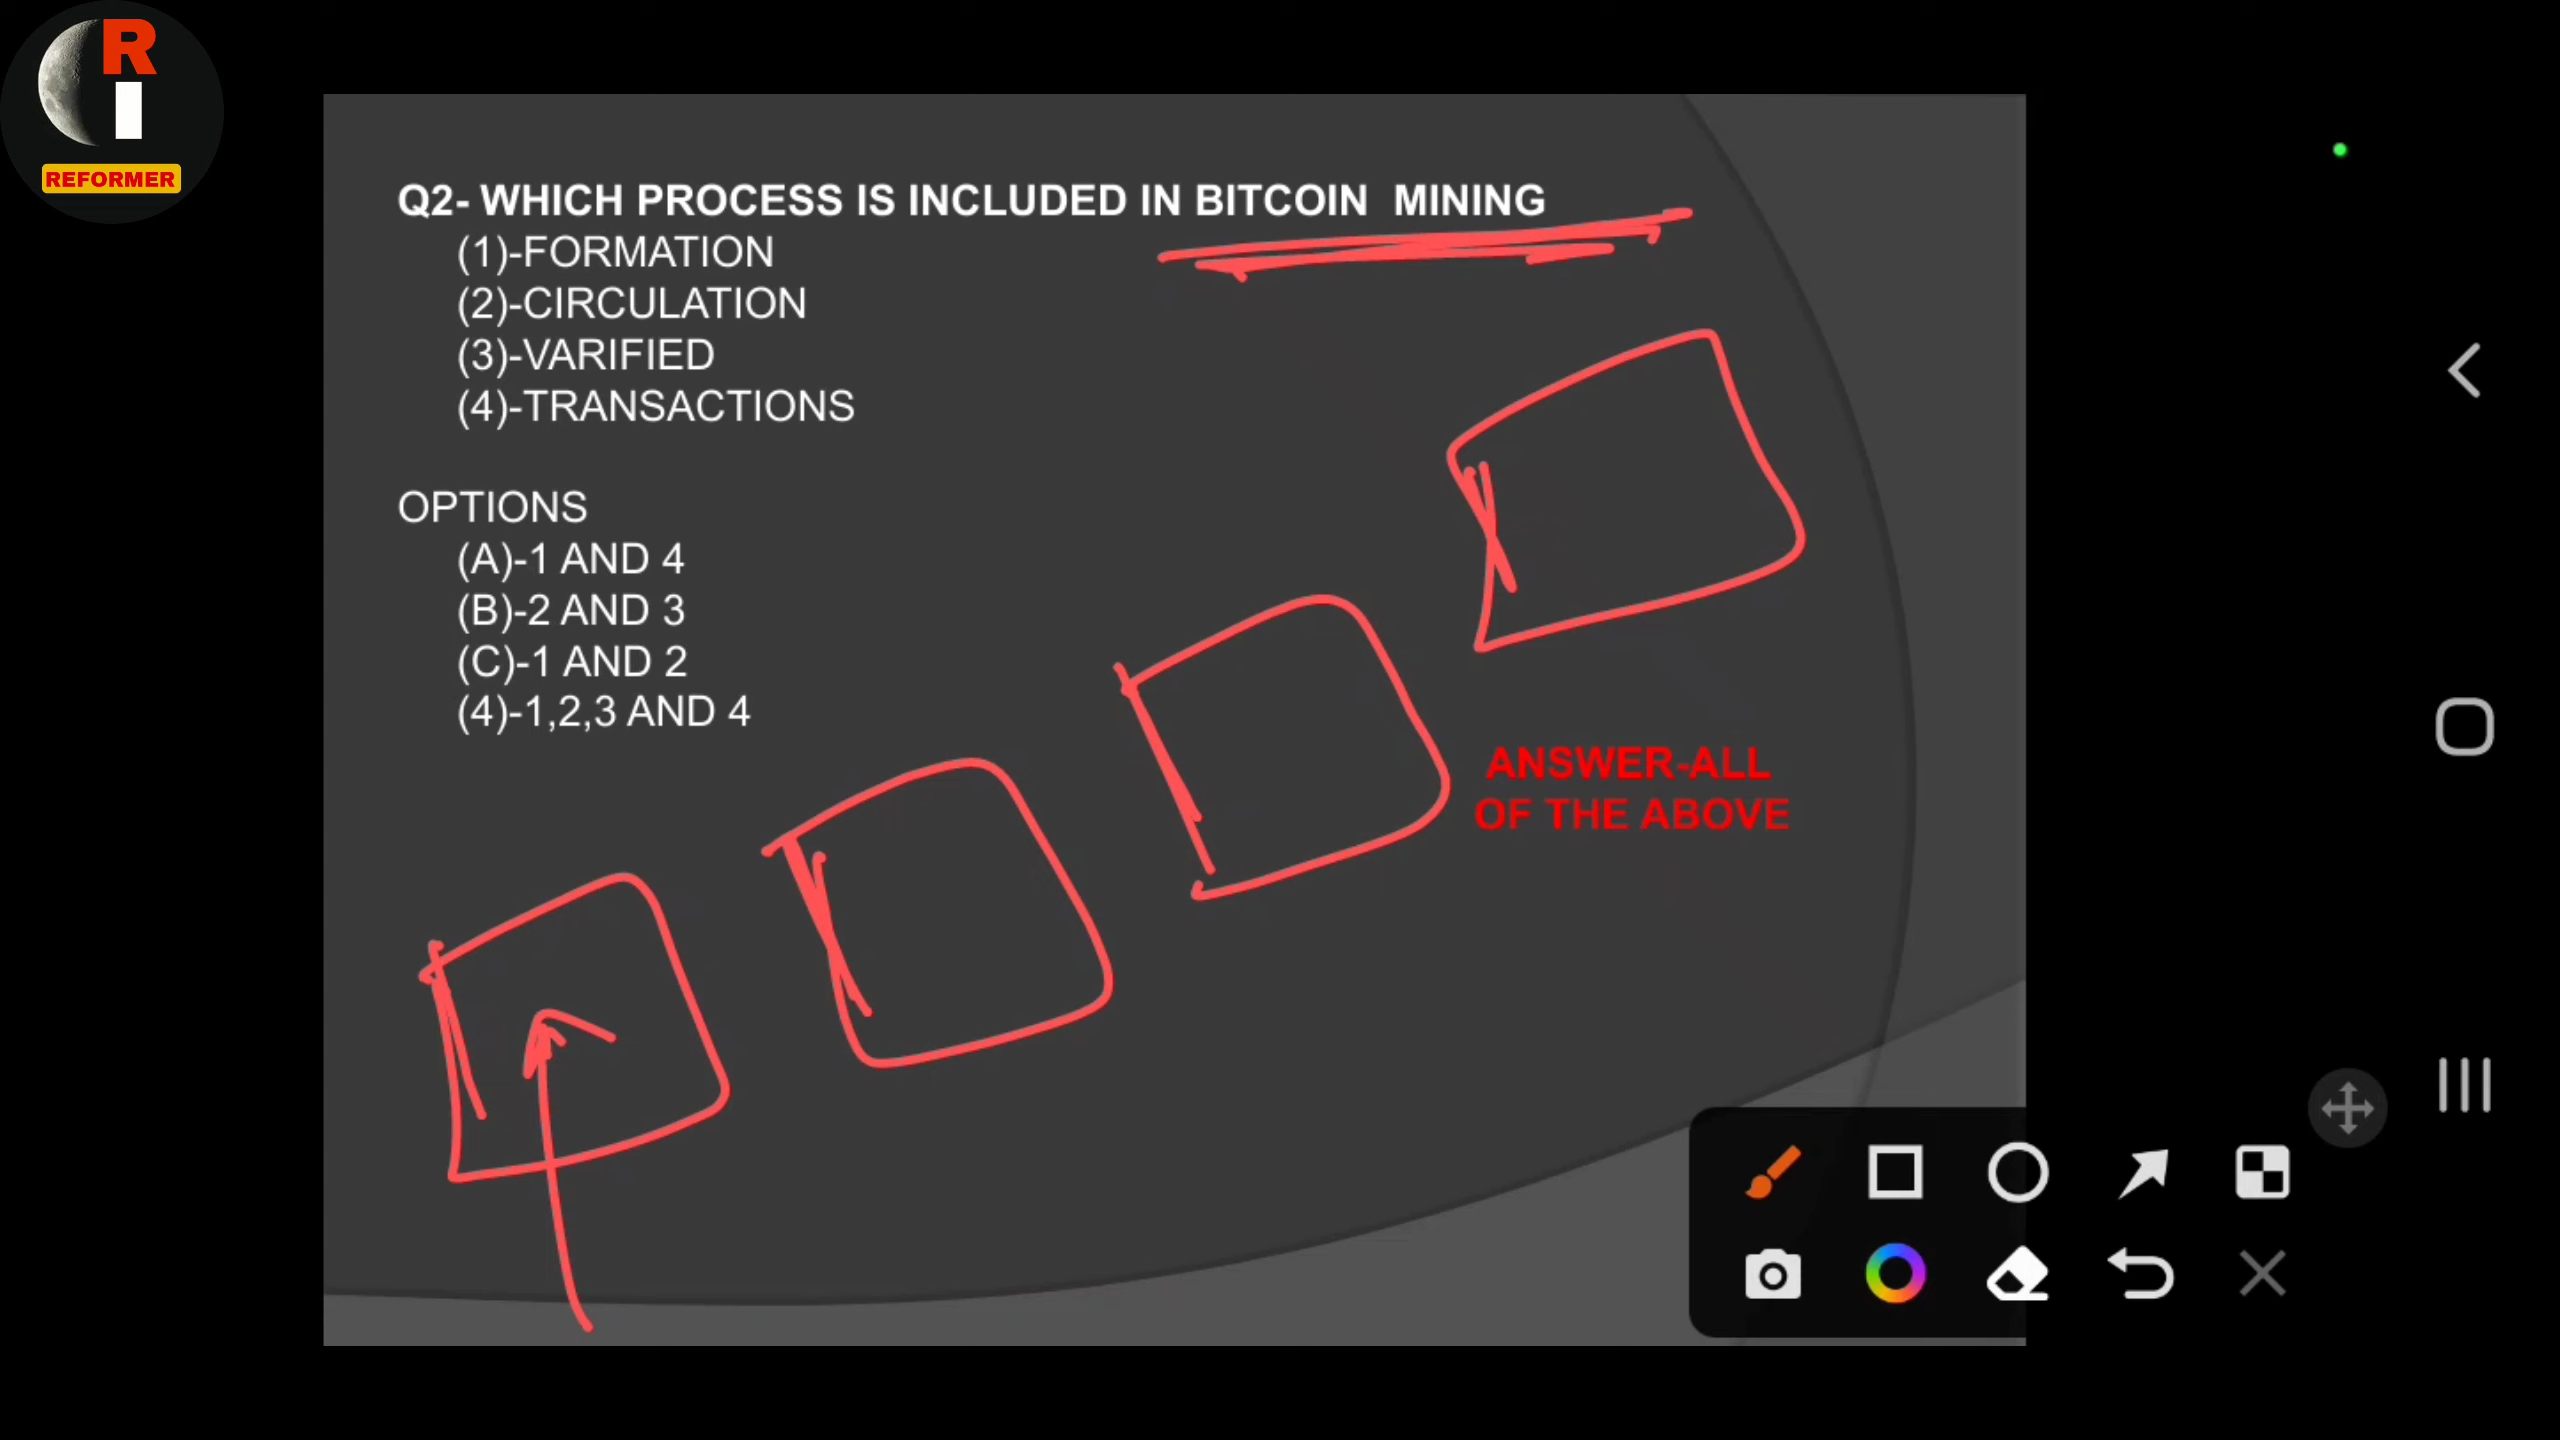 R
I
REFORMER
Q2- WHICH PROCESS IS INCLUDED IN BITCOIN MINING
(1)-FORMATION
(2)-CIRCULATION
(3)-VARIFIED
(4)-TRANSACTIONS
OPTIONS
(A)-1 AND 4
(B)-2 AND 3
(C)-1 AND 2
(4)-1,2,3 AND 4
ANSWER-ALL
OF THE ABOVE